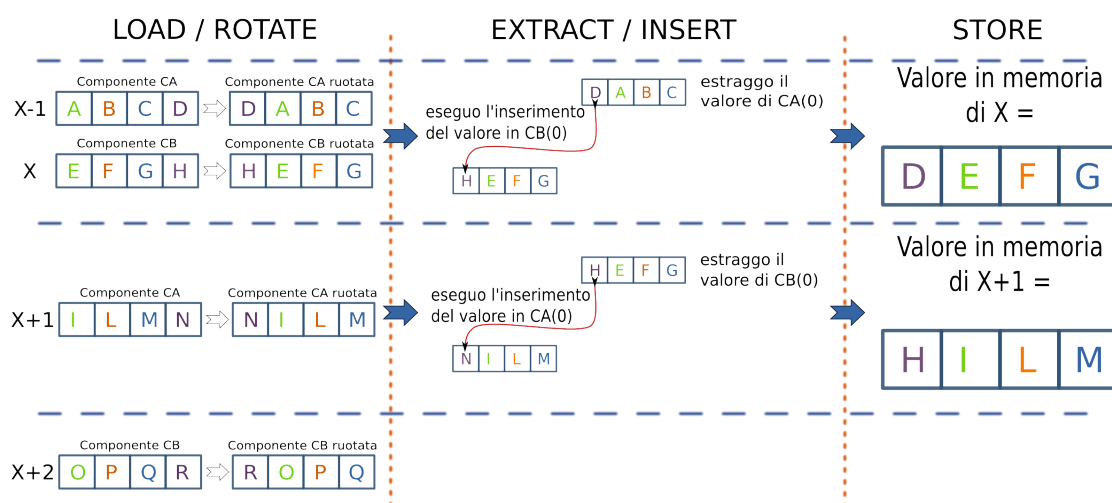 LOAD / ROTATE
EXTRACT / INSERT
STORE
Componente CA
Componente CA ruotata
X-1
A B C D
D A B C
Componente CB
Componente CB ruotata
X
E F G H
H E F G
D A B C
estraggo il
valore di CA(0)
eseguo l'inserimento
del valore in CB(0)
H E F G
Valore in memoria
di X =
D E F G
Componente CA
Componente CA ruotata
X+1
I L M N
N I L M
H E F G
estraggo il
valore di CB(0)
eseguo l'inserimento
del valore in CA(0)
N I L M
Valore in memoria
di X+1 =
H I L M
Componente CB
Componente CB ruotata
X+2
O P Q R
R O P Q